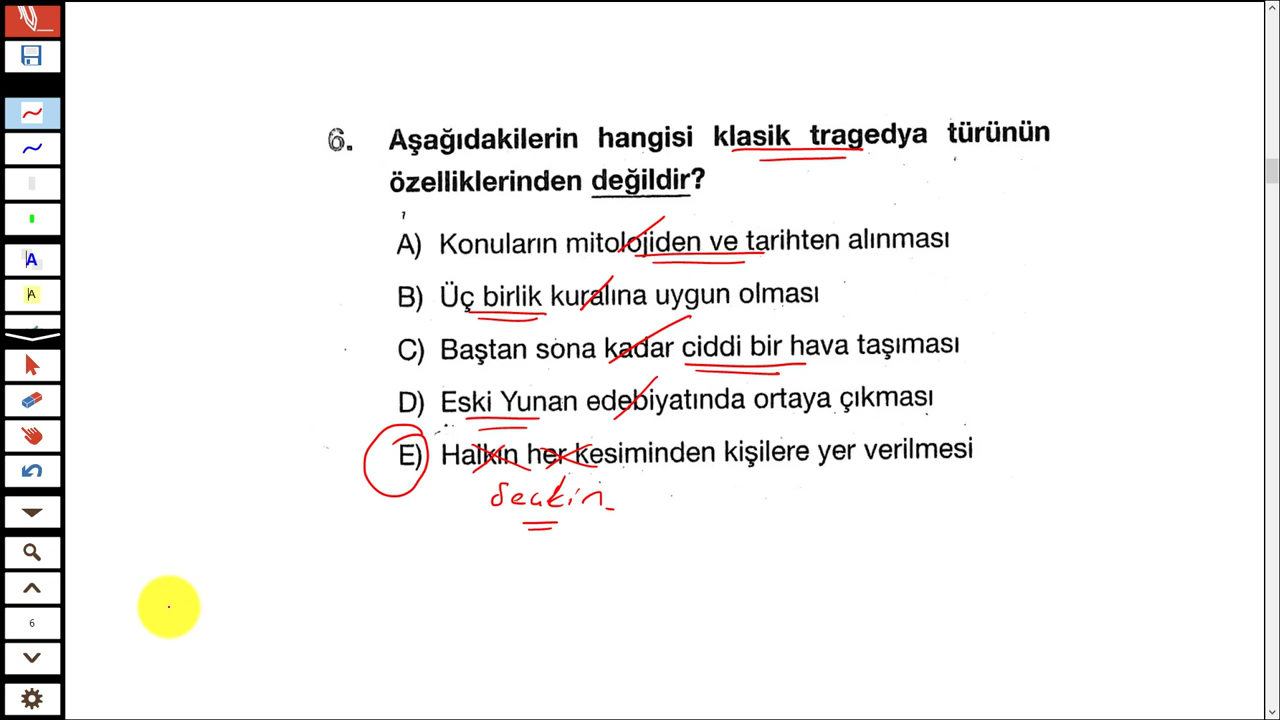 6. Aşağıdakilerin hangisi klasik tragedya türünün
özelliklerinden değildir?
A) Konuların mitolojiden ve tarihten alınması
B) Üç birlik kuralına uygun olması
C) Baştan sona kadar ciddi bir hava taşıması
D) Eski Yunan edebiyatında ortaya çıkması
E) Halkın her kesiminden kişilere yer verilmesi
A
A
6